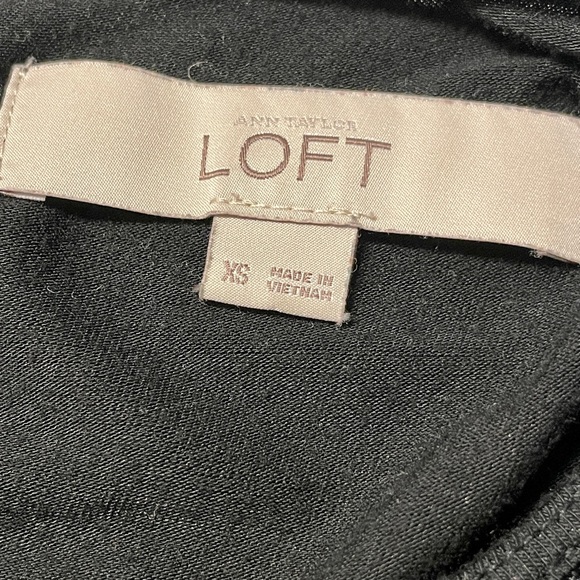 ANN TAYLOR
LOFT
XS
MADE IN
VIETNAM